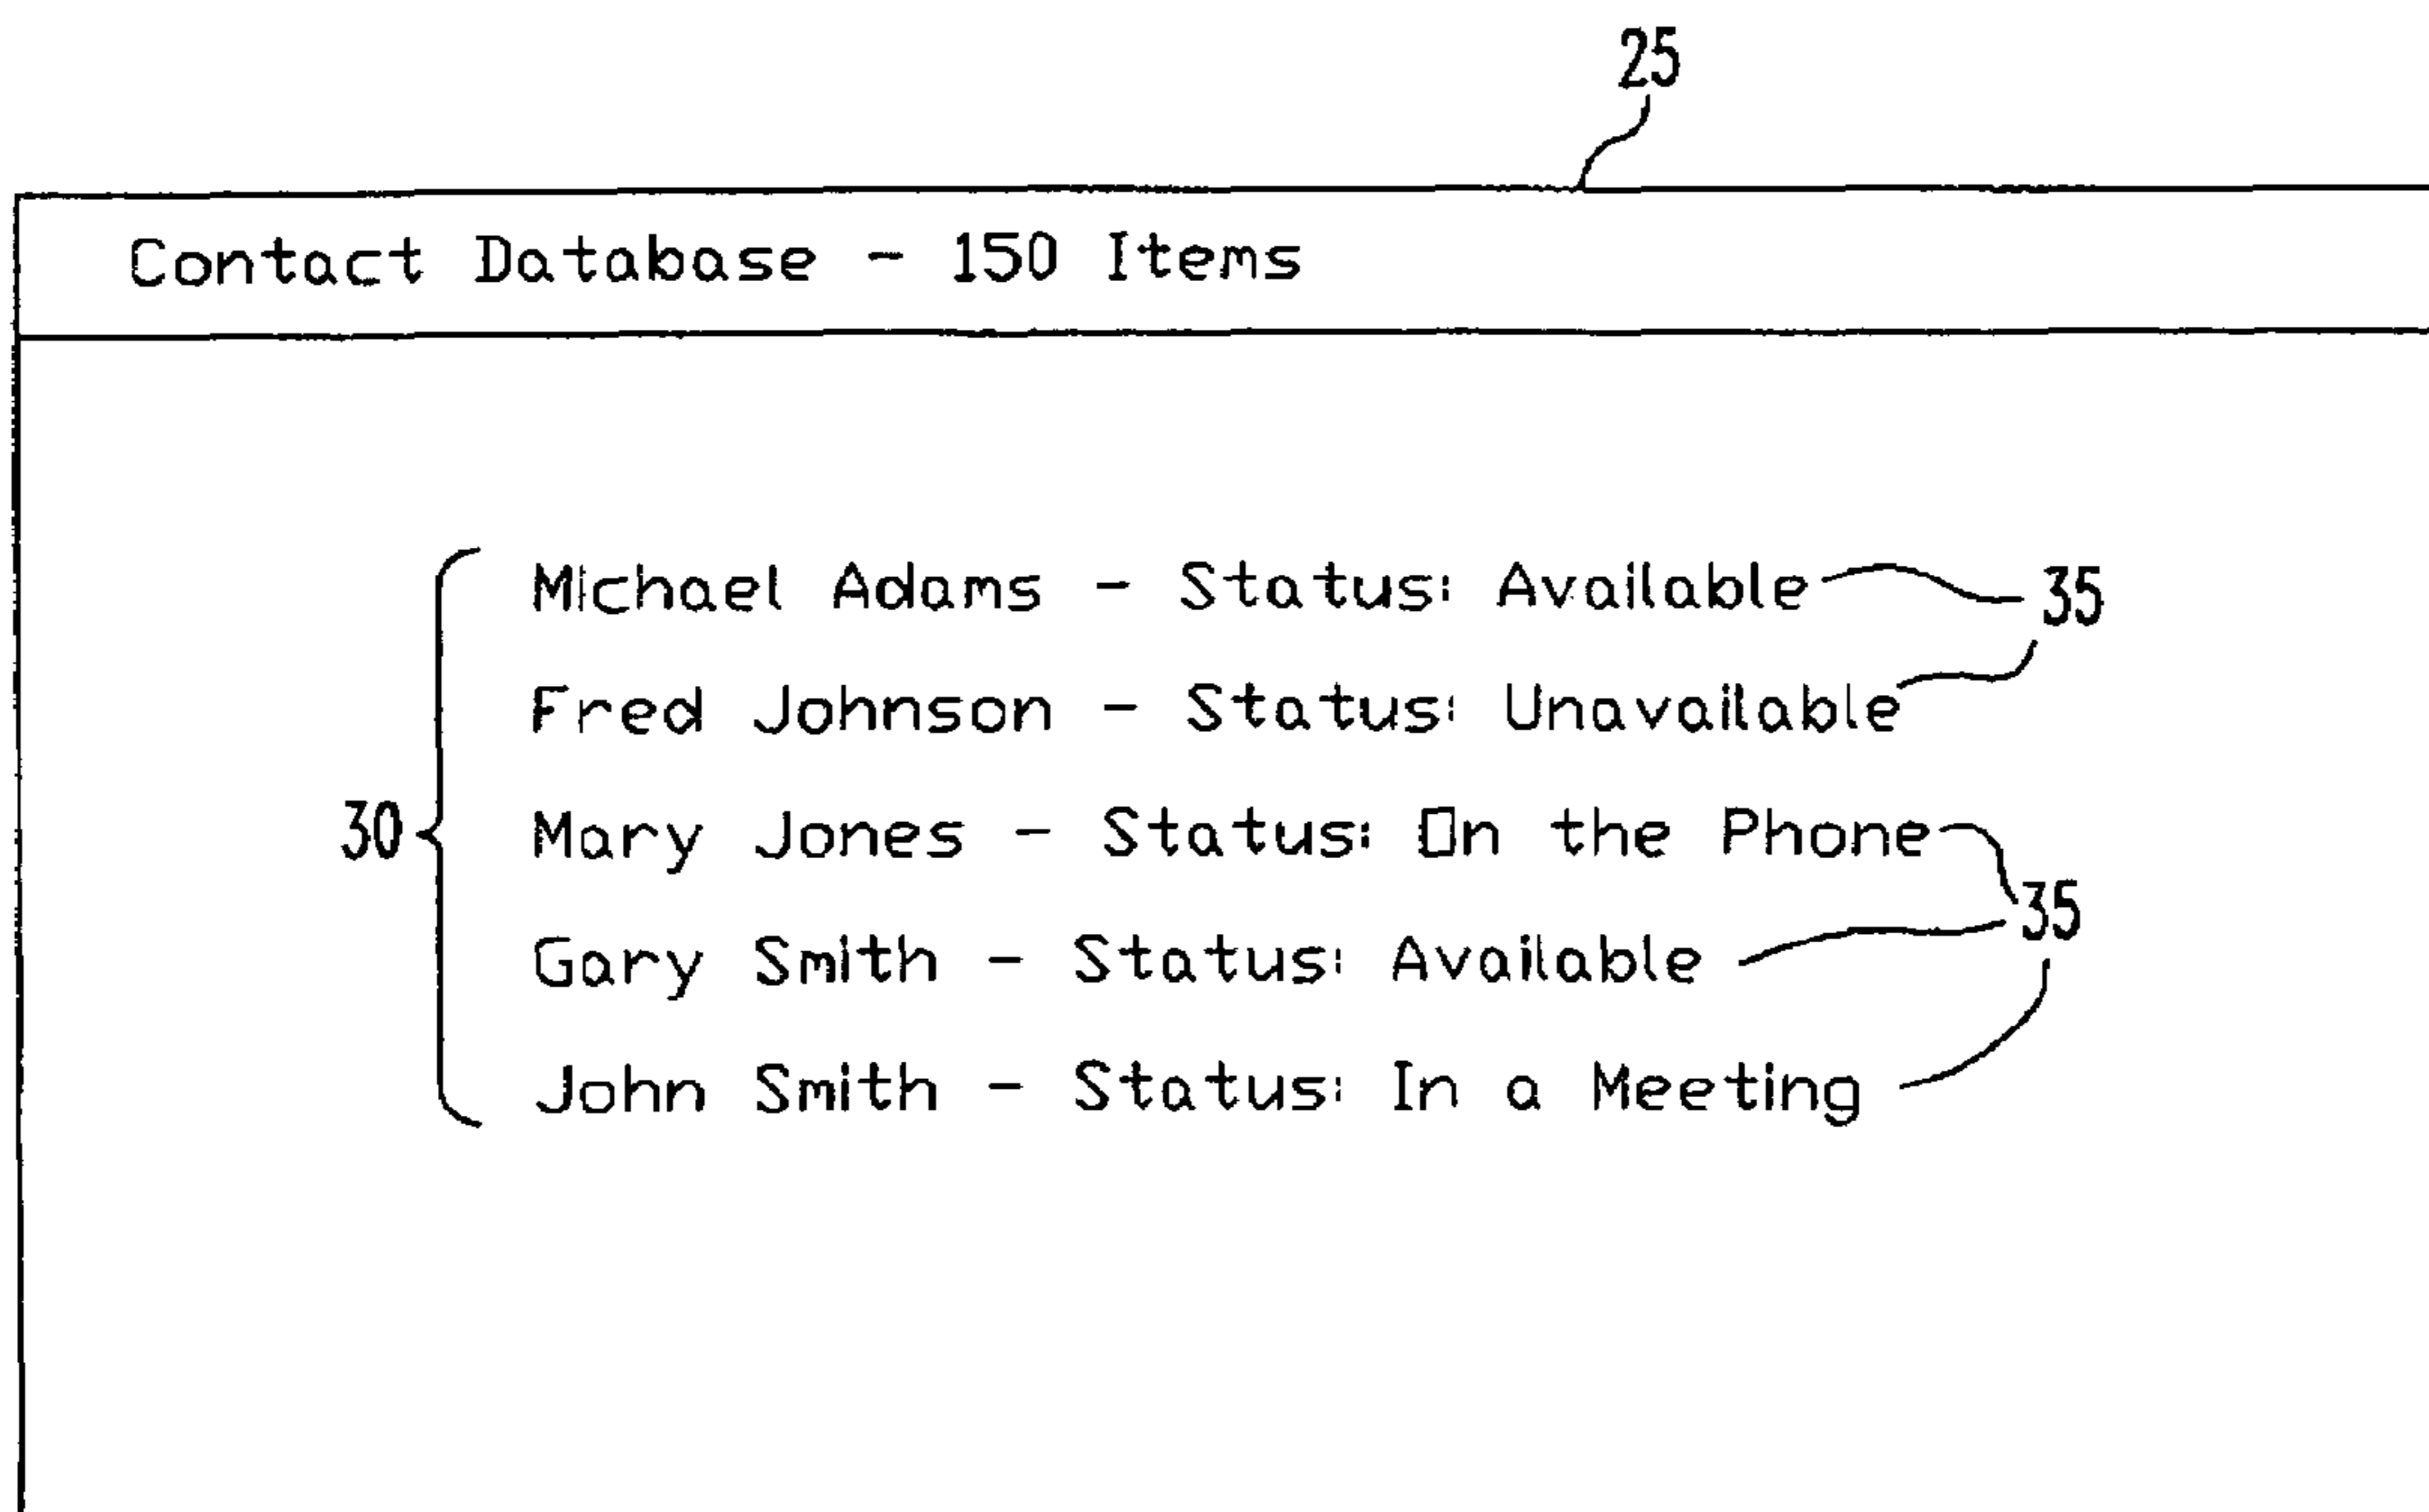 25
Contact Database - 150 Items
Michael Adams - Status: Available 35
Fred Johnson - Status: Unavailable
30 Mary Jones - Status: On the Phone
35
Gary Smith - Status: Available
John Smith - Status: In a Meeting